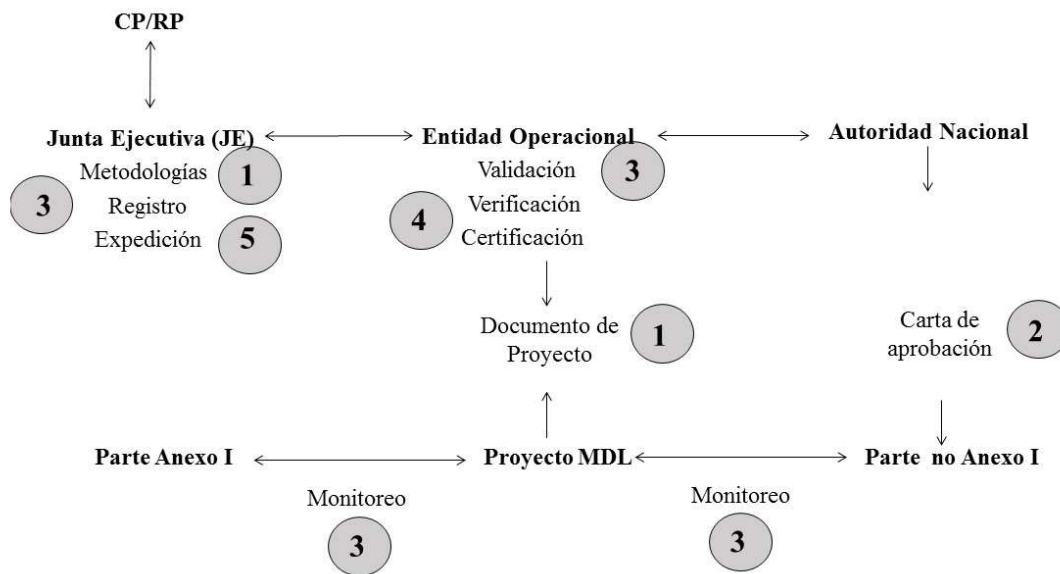 CP/RP
Junta Ejecutiva (JE)
Metodologías
1
3
Registro
Expedición
5
Entidad Operacional
Validación
3
Verificación
4
Certificación
Autoridad Nacional
Documento de
Proyecto
1
Carta de
aprobación
2
Parte Anexo I
Proyecto MDL
Parte no Anexo I
Monitoreo
3
Monitoreo
3